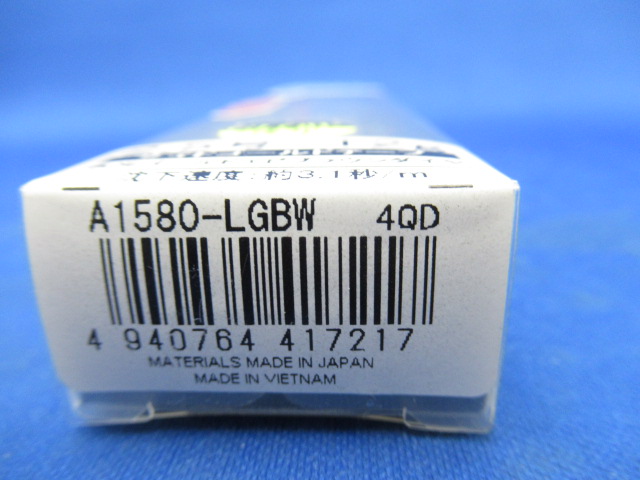 沈下速度:約3.1秒/m
A1580-LGBW 4QD
4 940764 417217
MATERIALS MADE IN JAPAN
MADE IN VIETNAM